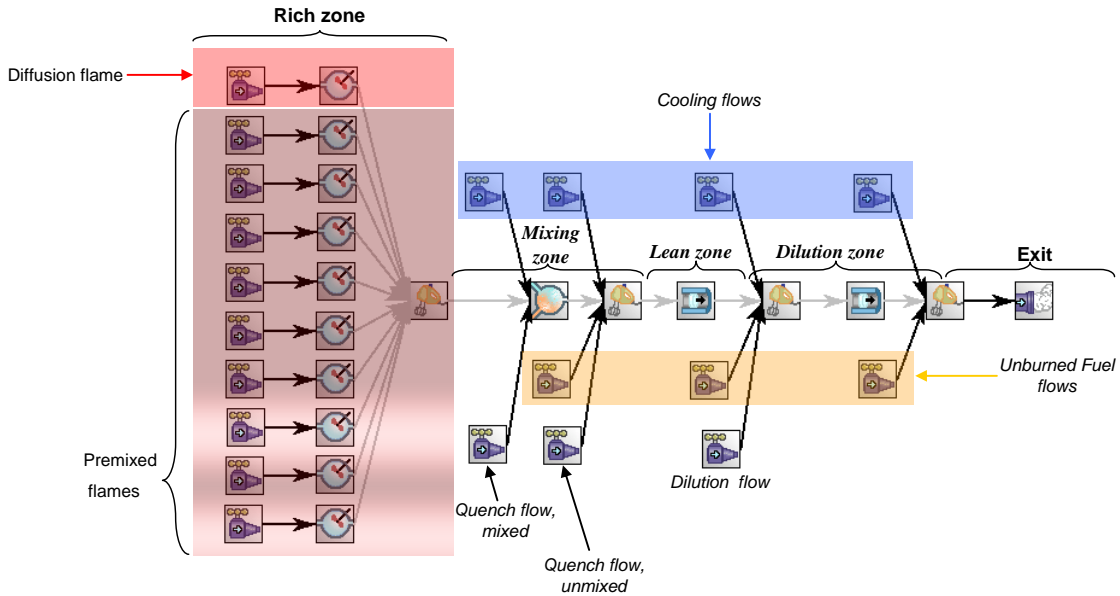 Rich zone
Diffusion flame
Cooling flows
Mixing
zone
Lean zone
Dilution zone
Exit
Unburned Fuel
flows
Premixed
flames
Quench flow,
mixed
Quench flow,
unmixed
Dilution flow